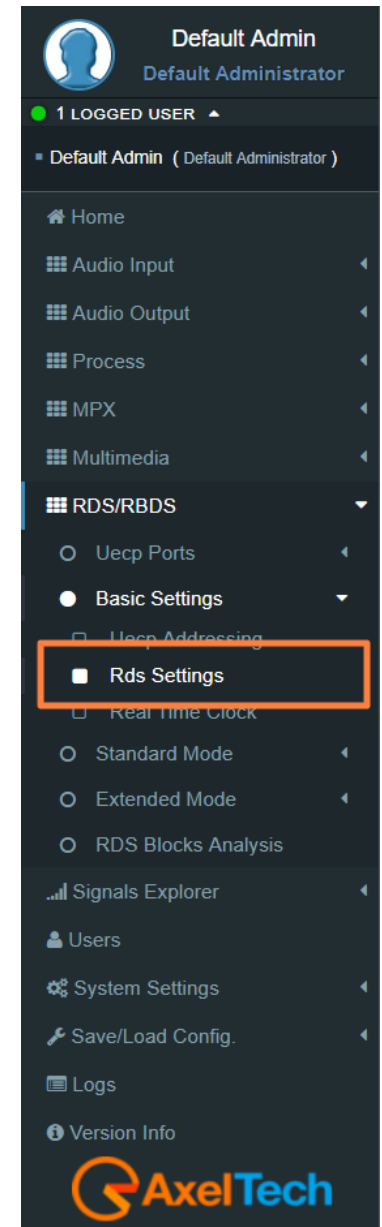 Default Admin
Default Administrator
1 LOGGED USER
Default Admin ( Default Administrator )
Home
Audio Input
Audio Output
Process
MPX
Multimedia
RDS/RBDS
Uecp Ports
Basic Settings
Uecp Addressing
Rds Settings
Real Time Clock
Standard Mode
Extended Mode
RDS Blocks Analysis
Signals Explorer
Users
System Settings
Save/Load Config.
Logs
Version Info
AxelTech